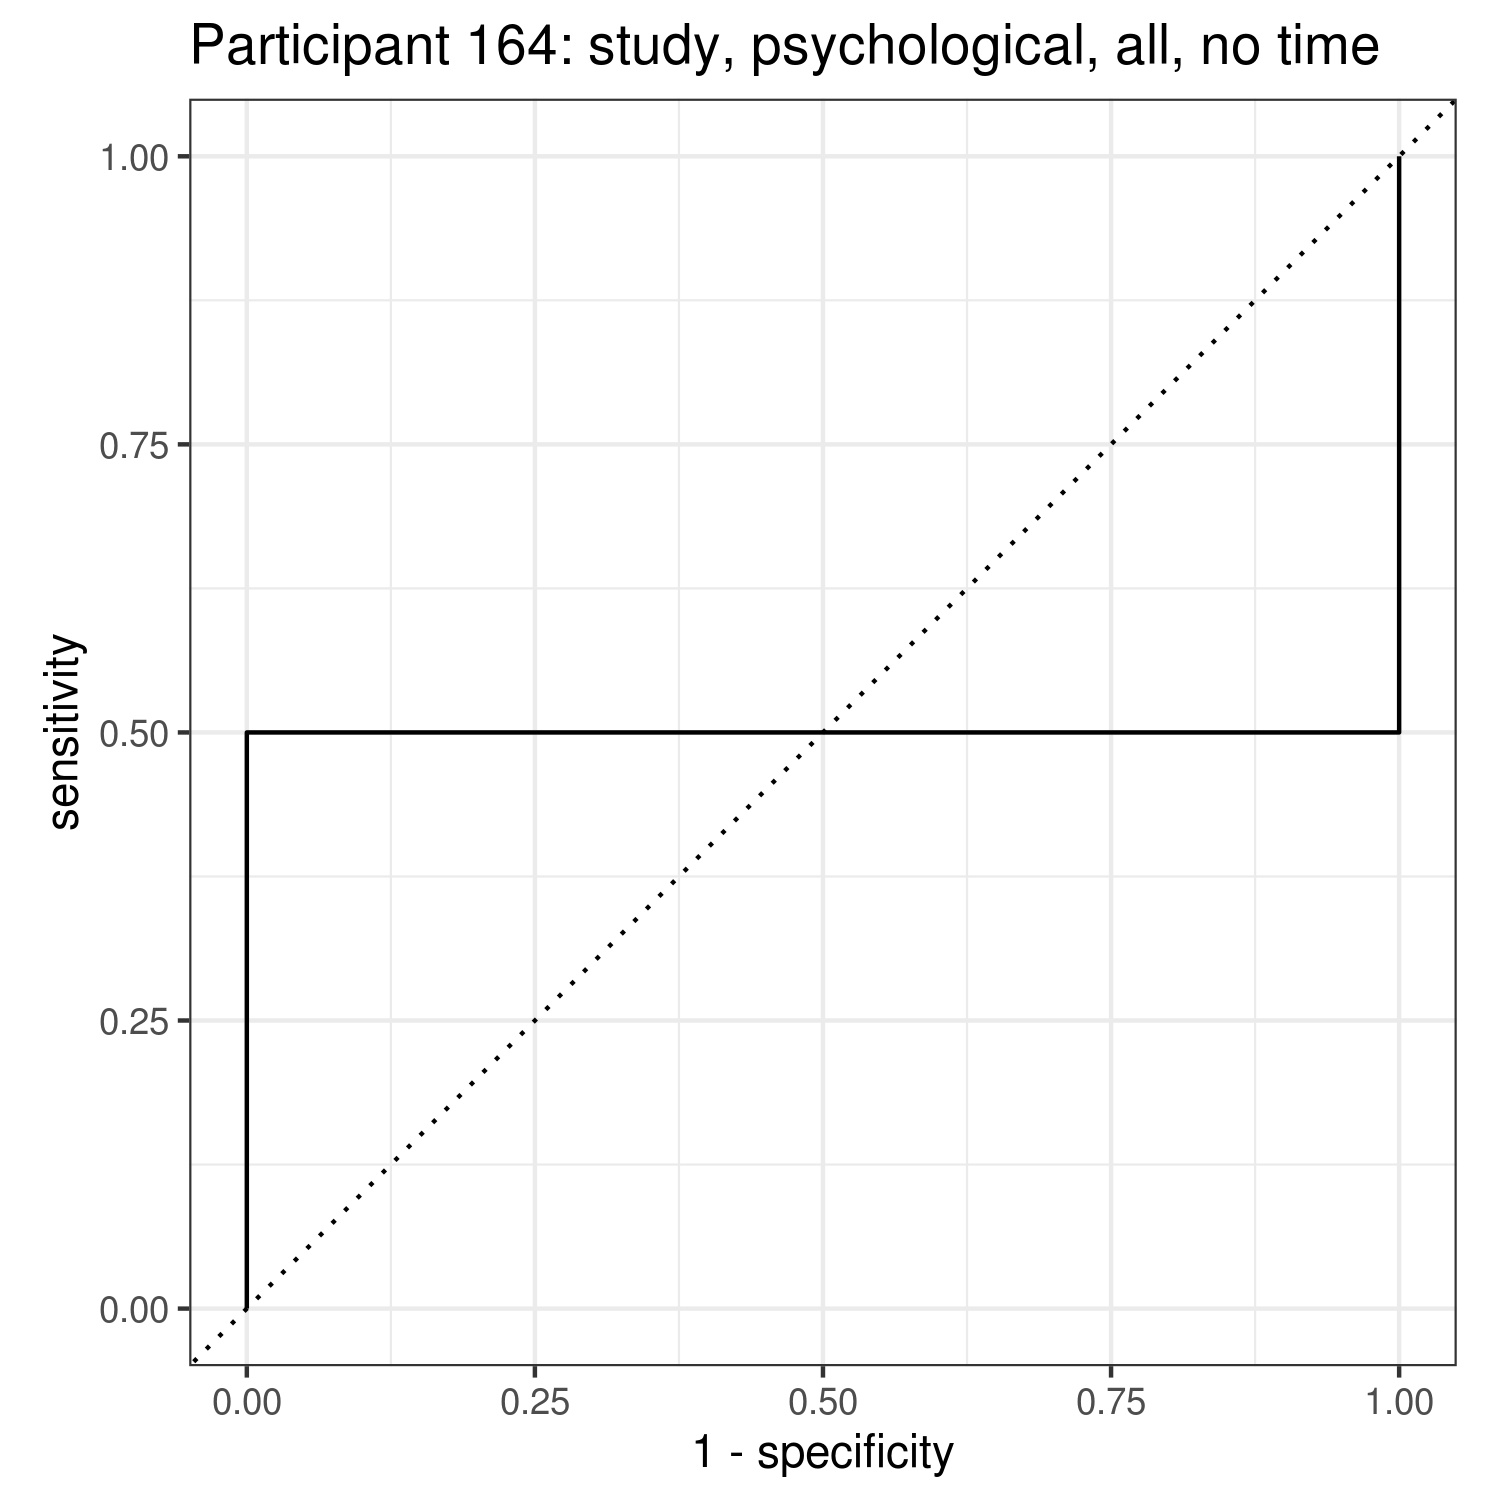 Participant 164: study, psychological, all, no time
1.00
0.75
0.50
0.25
0.00
sensitivity
0.00 0.25 0.50 0.75 1.00
1 - specificity